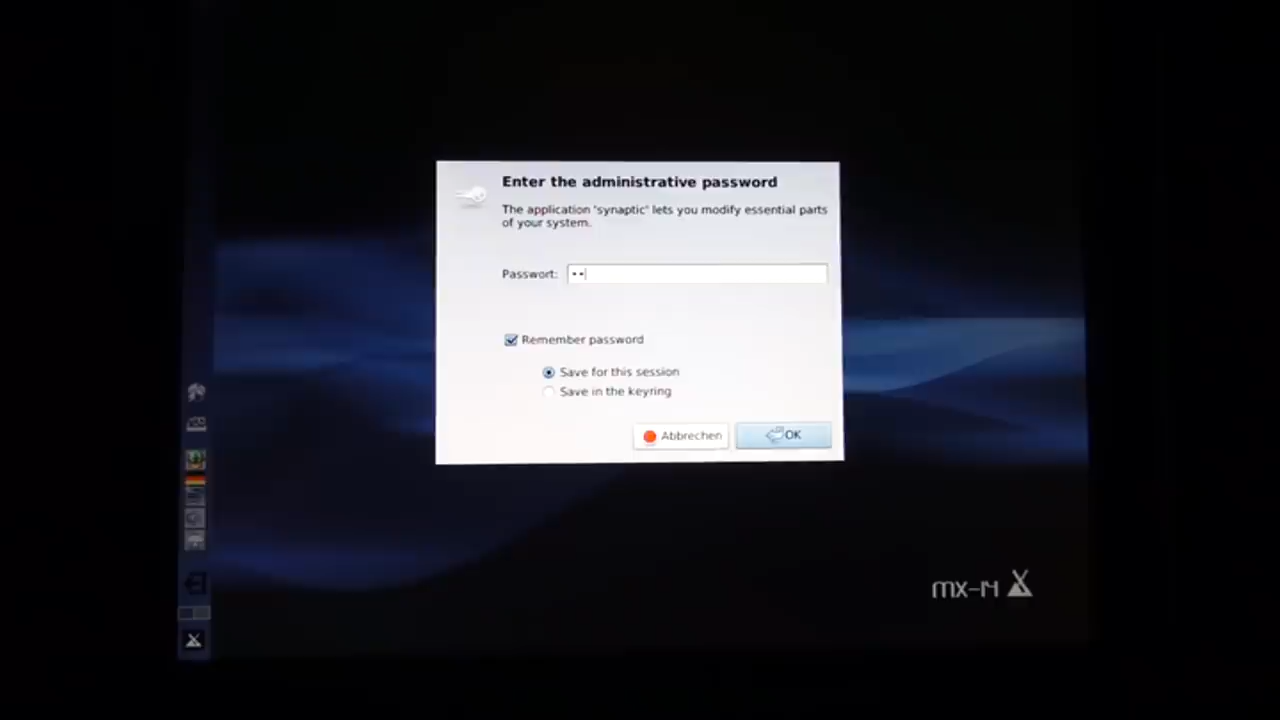 Enter the administrative password
The application 'synaptic' lets you modify essential parts
of your system.
Passwort: ••
Remember password
Save for this session
Save in the keyring
Abbrechen
OK
mx-14